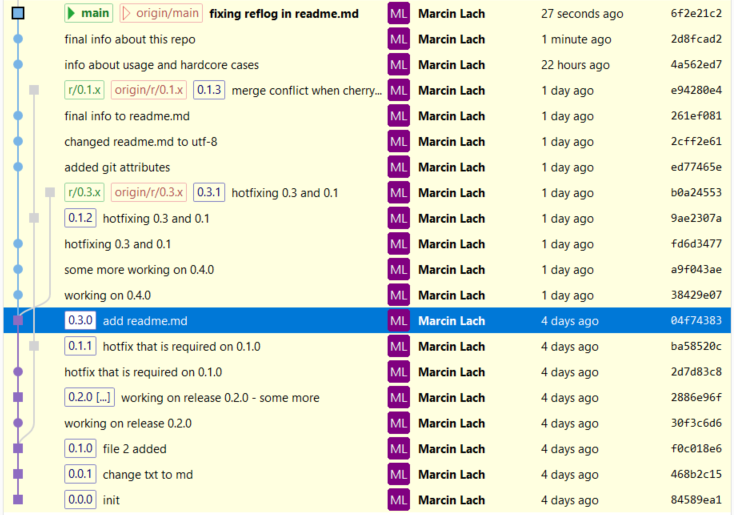 main origin/main fixing reflog in readme.md ML Marcin Lach 27 seconds ago 6f2e21c2
final info about this repo ML Marcin Lach 1 minute ago 2d8fcad2
info about usage and hardcore cases ML Marcin Lach 22 hours ago 4a562ed7
r/0.1.x origin/r/0.1.x 0.1.3 merge conflict when cherry... ML Marcin Lach 1 day ago e94280e4
final info to readme.md ML Marcin Lach 1 day ago 261ef081
changed readme.md to utf-8 ML Marcin Lach 1 day ago 2cff2e61
added git attributes ML Marcin Lach 1 day ago ed77465e
r/0.3.x origin/r/0.3.x 0.3.1 hotfixing 0.3 and 0.1 ML Marcin Lach 1 day ago b0a24553
0.1.2 hotfixing 0.3 and 0.1 ML Marcin Lach 1 day ago 9ae2307a
hotfixing 0.3 and 0.1 ML Marcin Lach 1 day ago fd6d3477
some more working on 0.4.0 ML Marcin Lach 1 day ago a9f043ae
working on 0.4.0 ML Marcin Lach 1 day ago 38429e07
0.3.0 add readme.md ML Marcin Lach 4 days ago 04f74383
0.1.1 hotfix that is required on 0.1.0 ML Marcin Lach 4 days ago ba58520c
hotfix that is required on 0.1.0 ML Marcin Lach 4 days ago 2d7d83c8
0.2.0 [...] working on release 0.2.0 - some more ML Marcin Lach 4 days ago 2886e96f
working on release 0.2.0 ML Marcin Lach 4 days ago 30f3c6d6
0.1.0 file 2 added ML Marcin Lach 4 days ago f0c018e6
0.0.1 change txt to md ML Marcin Lach 4 days ago 468b2c15
0.0.0 init ML Marcin Lach 4 days ago 84589ea1